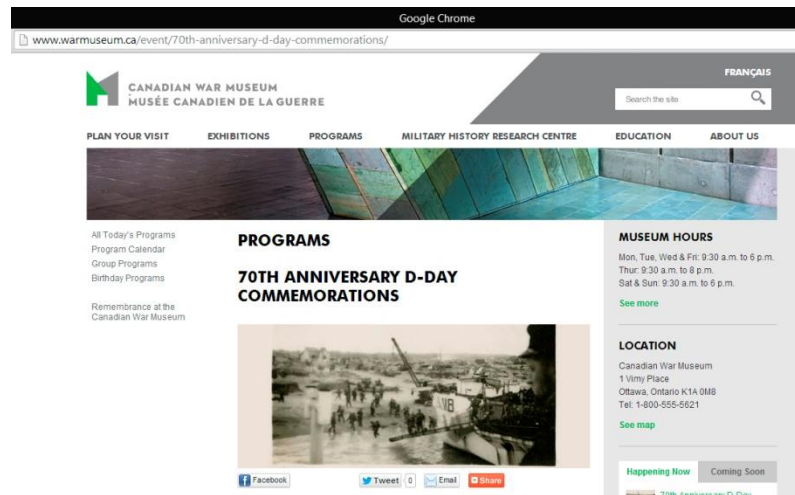 Google Chrome
www.warmuseum.ca/event/70th-anniversary-d-day-commemorations/
FRANÇAIS
CANADIAN WAR MUSEUM
MUSÉE CANADIEN DE LA GUERRE
Search the site
PLAN YOUR VISIT EXHIBITIONS PROGRAMS MILITARY HISTORY RESEARCH CENTRE EDUCATION ABOUT US
All Today's Programs
Program Calendar
Group Programs
Birthday Programs
Remembrance at the
Canadian War Museum
PROGRAMS
70TH ANNIVERSARY D-DAY
COMMEMORATIONS
Facebook Tweet 0 Email Share
MUSEUM HOURS
Mon, Tue, Wed & Fri: 9:30 a.m. to 6 p.m.
Thur: 9:30 a.m. to 8 p.m.
Sat & Sun: 9:30 a.m. to 6 p.m.
See more
LOCATION
Canadian War Museum
1 Vimy Place
Ottawa, Ontario K1A 0M8
Tel: 1-800-555-5621
See map
Happening Now Coming Soon
70th Anniversary D-Day